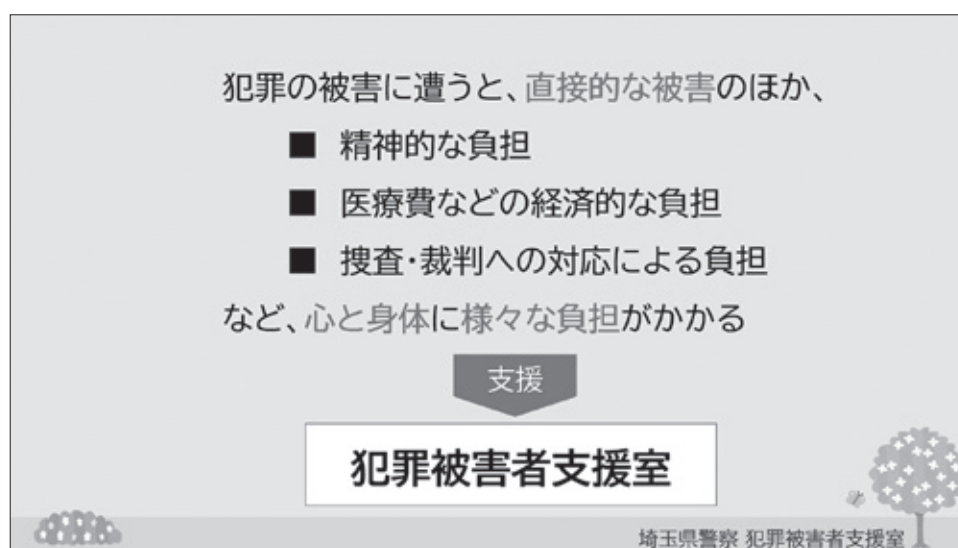 犯罪の被害に遭うと、直接的な被害のほか、
■ 精神的な負担
■ 医療費などの経済的な負担
■ 捜査・裁判への対応による負担
など、心と身体に様々な負担がかかる
支援
犯罪被害者支援室
埼玉県警察 犯罪被害者支援室